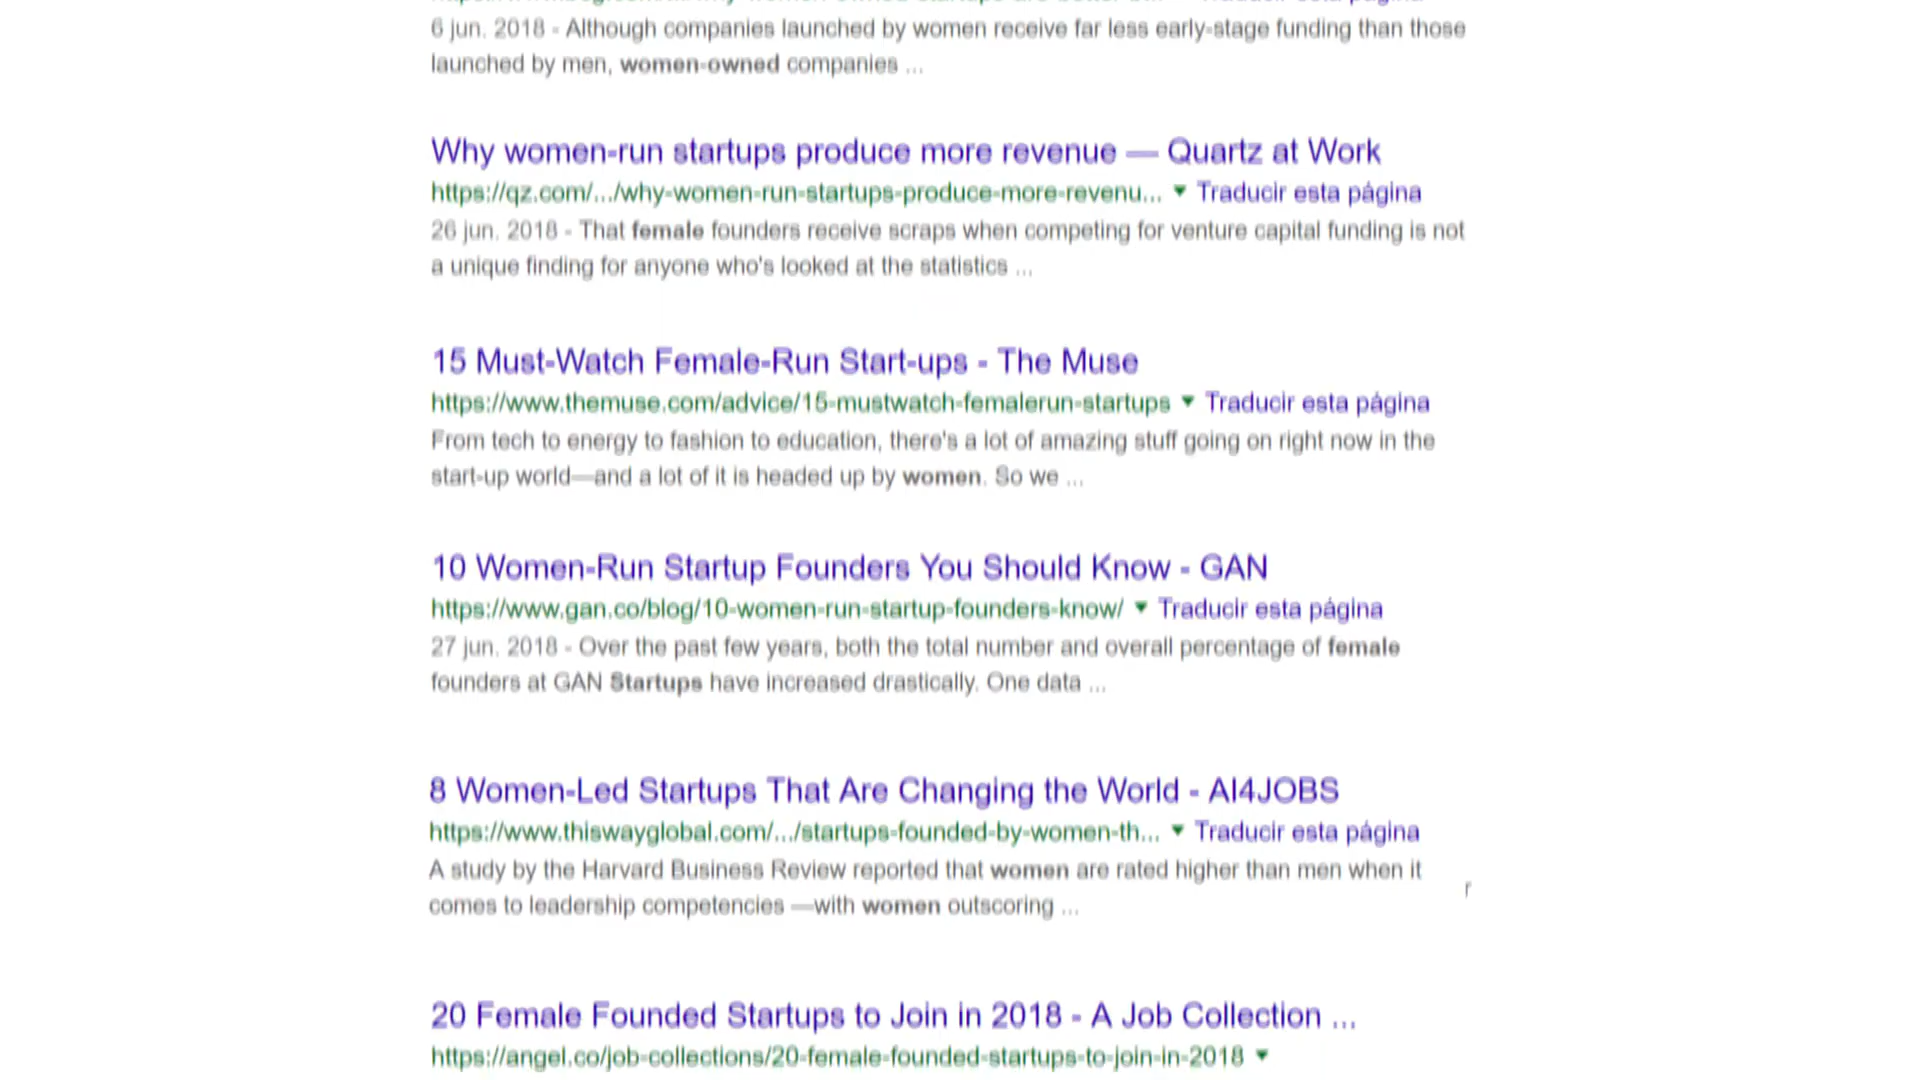 6 jun. 2018 - Although companies launched by women receive far less early-stage funding than those
launched by men, women-owned companies ...
Why women-run startups produce more revenue — Quartz at Work
https://qz.com/.../why-women-run-startups-produce-more-revenu... ▼ Traducir esta página
26 jun. 2018 - That female founders receive scraps when competing for venture capital funding is not
a unique finding for anyone who's looked at the statistics ...
15 Must-Watch Female-Run Start-ups - The Muse
https://www.themuse.com/advice/15-mustwatch-femalerun-startups ▼ Traducir esta página
From tech to energy to fashion to education, there's a lot of amazing stuff going on right now in the
start-up world—and a lot of it is headed up by women. So we ...
10 Women-Run Startup Founders You Should Know - GAN
https://www.gan.co/blog/10-women-run-startup-founders-know/ ▼ Traducir esta página
27 jun. 2018 - Over the past few years, both the total number and overall percentage of female
founders at GAN Startups have increased drastically. One data ...
8 Women-Led Startups That Are Changing the World - AI4JOBS
https://www.thiswayglobal.com/.../startups-founded-by-women-th... ▼ Traducir esta página
A study by the Harvard Business Review reported that women are rated higher than men when it
comes to leadership competencies —with women outscoring ...
20 Female Founded Startups to Join in 2018 - A Job Collection ...
https://angel.co/job-collections/20-female-founded-startups-to-join-in-2018 ▼